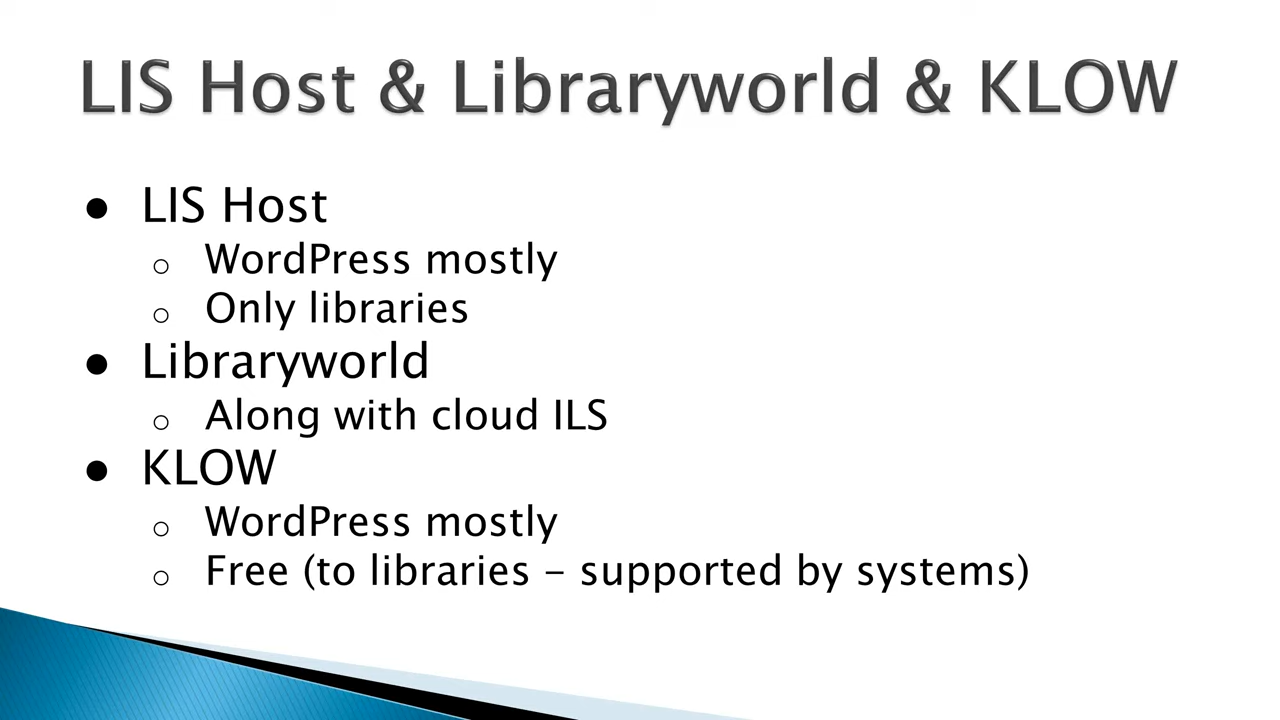 LIS Host & Libraryworld & KLOW
● LIS Host
o WordPress mostly
o Only libraries
● Libraryworld
o Along with cloud ILS
● KLOW
o WordPress mostly
o Free (to libraries - supported by systems)